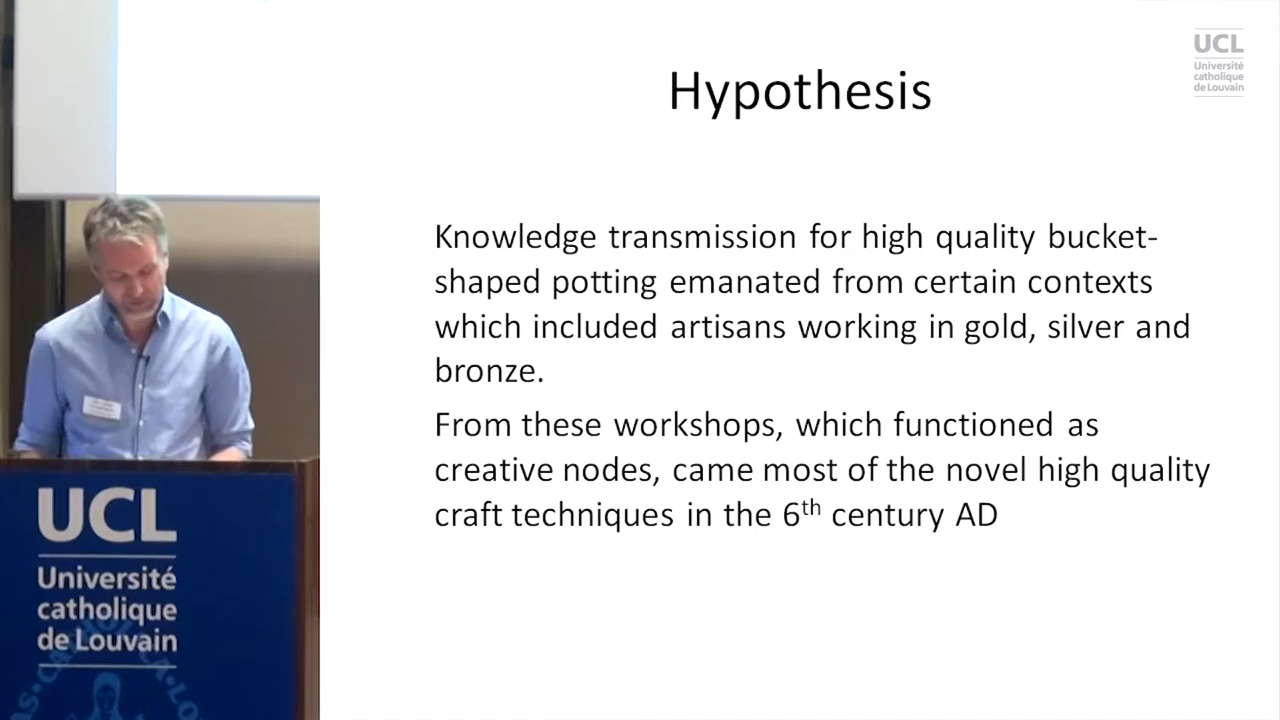 UCL
Université
catholique
de Louvain
Hypothesis
Knowledge transmission for high quality bucket-
shaped potting emanated from certain contexts
which included artisans working in gold, silver and
bronze.
From these workshops, which functioned as
creative nodes, came most of the novel high quality
craft techniques in the 6th century AD
UCL
Université
catholique
de Louvain